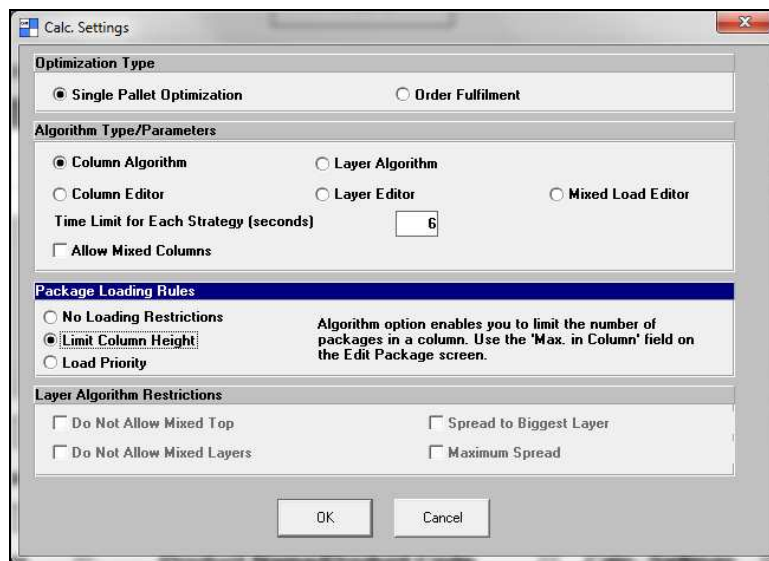 Calc. Settings
Optimization Type
Single Pallet Optimization Order Fulfilment
Algorithm Type/Parameters
Column Algorithm Layer Algorithm
Column Editor Layer Editor Mixed Load Editor
Time Limit for Each Strategy (seconds) 6
Allow Mixed Columns
Package Loading Rules
No Loading Restrictions
Limit Column Height
Load Priority
Algorithm option enables you to limit the number of
packages in a column. Use the 'Max. in Column' field on
the Edit Package screen.
Layer Algorithm Restrictions
Do Not Allow Mixed Top Spread to Biggest Layer
Do Not Allow Mixed Layers Maximum Spread
OK Cancel